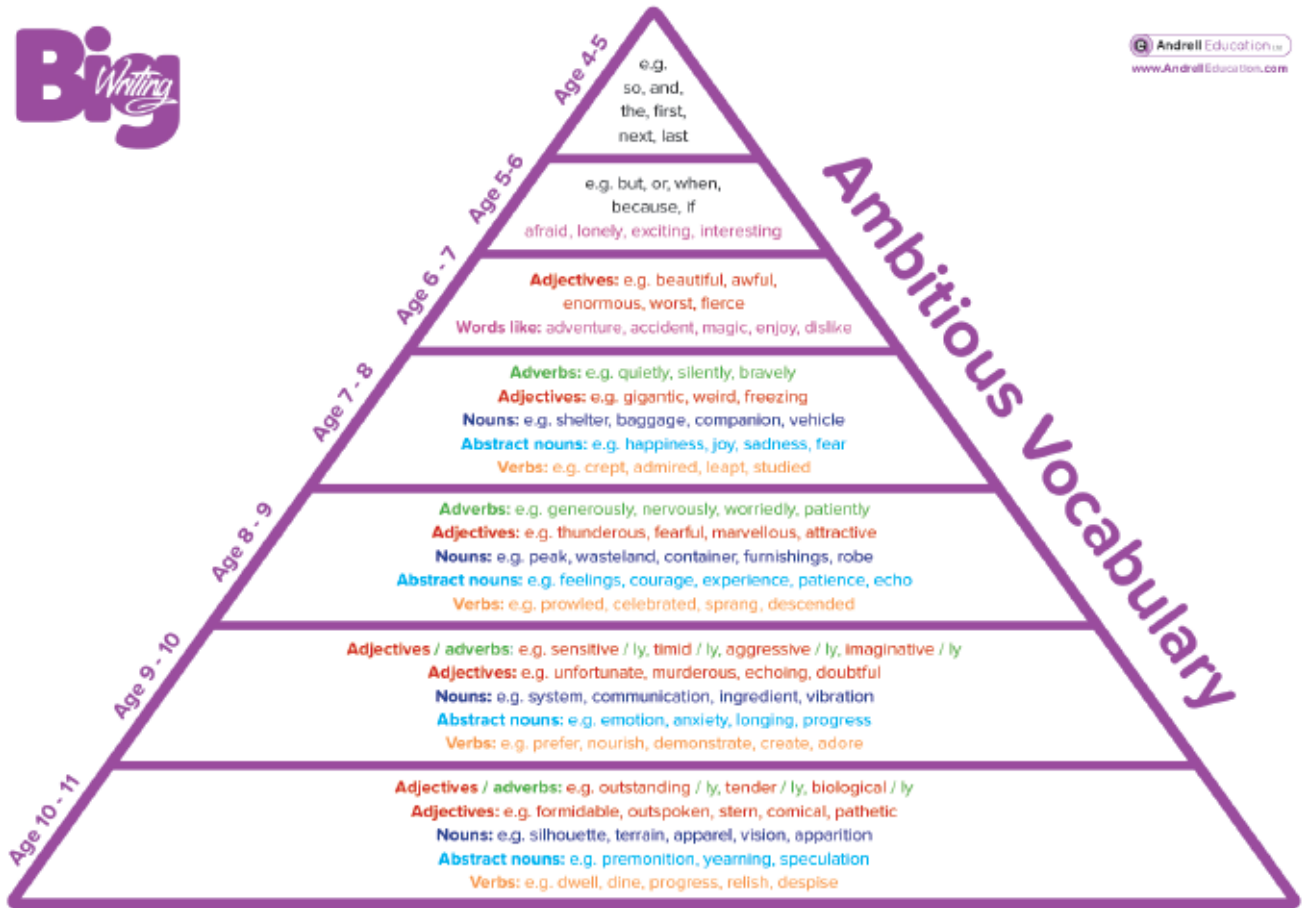 Big
Writing
Andrell Education Ltd
www.AndrellEducation.com
Ambitious Vocabulary
Age 4-5
e.g.
so, and,
the, first,
next, last
Age 5-6
e.g. but, or, when,
because, if
afraid, lonely, exciting, interesting
Age 6 - 7
Adjectives: e.g. beautiful, awful,
enormous, worst, fierce
Words like: adventure, accident, magic, enjoy, dislike
Age 7 - 8
Adverbs: e.g. quietly, silently, bravely
Adjectives: e.g. gigantic, weird, freezing
Nouns: e.g. shelter, baggage, companion, vehicle
Abstract nouns: e.g. happiness, joy, sadness, fear
Verbs: e.g. crept, admired, leapt, studied
Age 8 - 9
Adverbs: e.g. generously, nervously, worriedly, patiently
Adjectives: e.g. thunderous, fearful, marvellous, attractive
Nouns: e.g. peak, wasteland, container, furnishings, robe
Abstract nouns: e.g. feelings, courage, experience, patience, echo
Verbs: e.g. prowled, celebrated, sprang, descended
Age 9 - 10
Adjectives / adverbs: e.g. sensitive / ly, timid / ly, aggressive / ly, imaginative / ly
Adjectives: e.g. unfortunate, murderous, echoing, doubtful
Nouns: e.g. system, communication, ingredient, vibration
Abstract nouns: e.g. emotion, anxiety, longing, progress
Verbs: e.g. prefer, nourish, demonstrate, create, adore
Age 10 - 11
Adjectives / adverbs: e.g. outstanding / ly, tender / ly, biological / ly
Adjectives: e.g. formidable, outspoken, stern, comical, pathetic
Nouns: e.g. silhouette, terrain, apparel, vision, apparition
Abstract nouns: e.g. premonition, yearning, speculation
Verbs: e.g. dwell, dine, progress, relish, despise